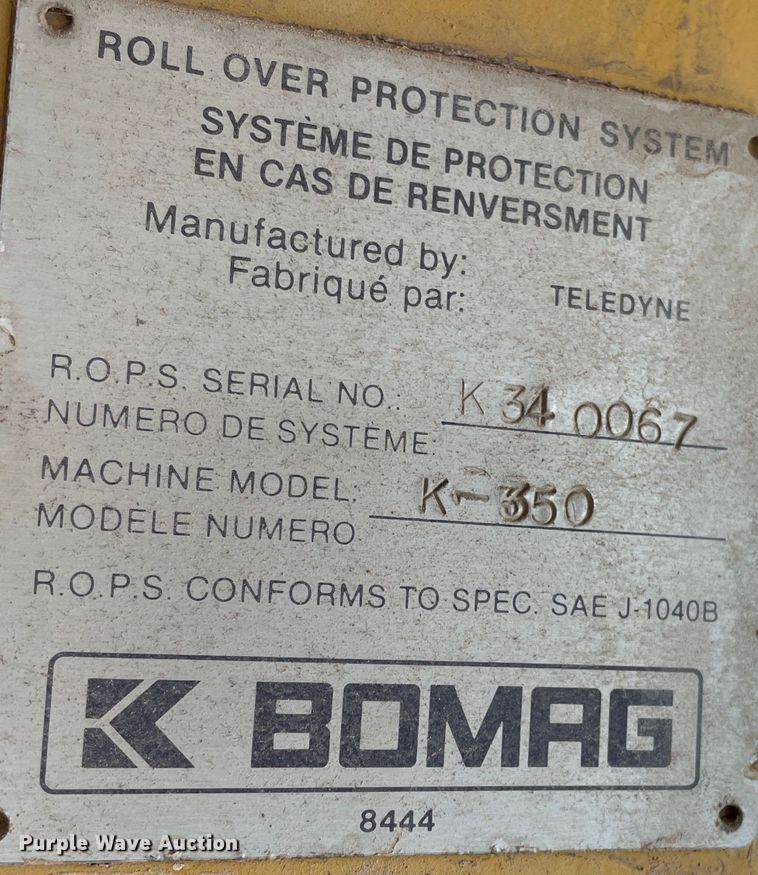 ROLL OVER PROTECTION SYSTEM
SYSTÈME DE PROTECTION
EN CAS DE RENVERSMENT
Manufactured by:
Fabriqué par: TELEDYNE
R.O.P.S. SERIAL NO.: K 34 0067
NUMERO DE SYSTEME:
MACHINE MODEL: K-350
MODÈLE NUMERO
R.O.P.S. CONFORMS TO SPEC. SAE J-1040B
BOMAG
8444
Purple Wave Auction